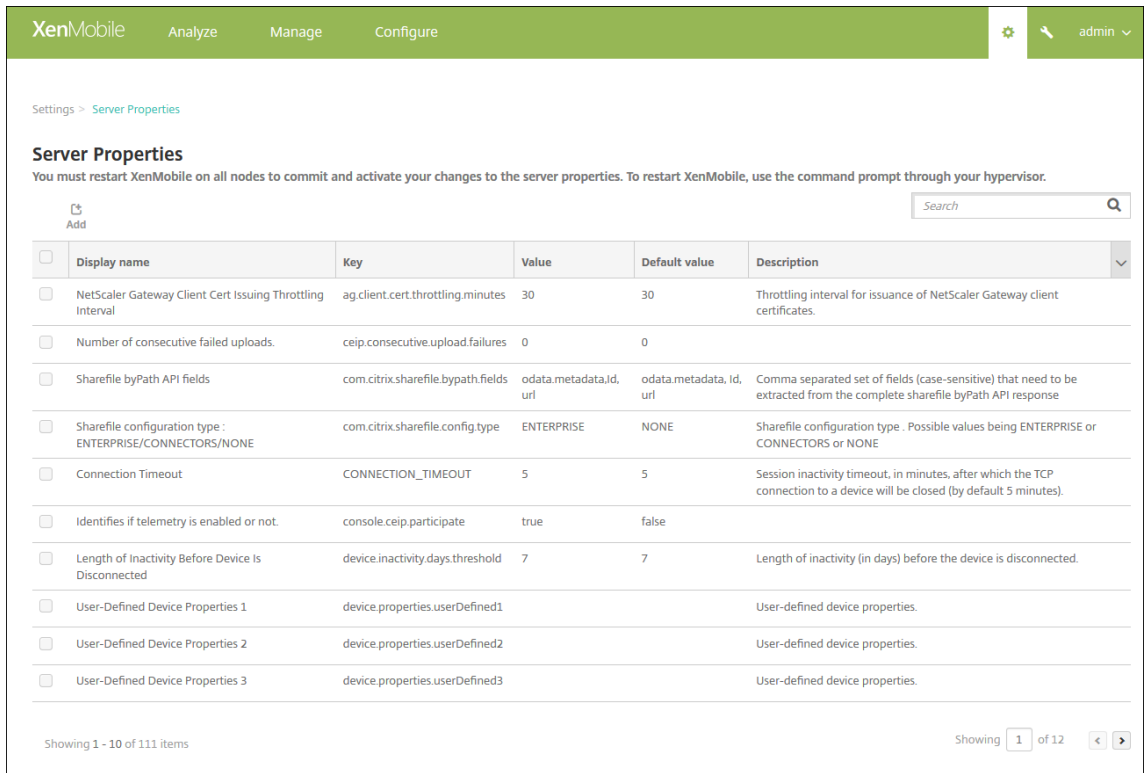 XenMobile Analyze Manage Configure admin
Settings > Server Properties
Server Properties
You must restart XenMobile on all nodes to commit and activate your changes to the server properties. To restart XenMobile, use the command prompt through your hypervisor.
Add
Search
Display name Key Value Default value Description
NetScaler Gateway Client Cert Issuing Throttling ag.client.cert.throttling.minutes 30 30 Throttling interval for issuance of NetScaler Gateway client
Interval certificates.
Number of consecutive failed uploads. ceip.consecutive.upload.failures 0 0
Sharefile byPath API fields com.citrix.sharefile.bypath.fields odata.metadata,Id, odata.metadata, Id, Comma separated set of fields (case-sensitive) that need to be
url url extracted from the complete sharefile byPath API response
Sharefile configuration type : com.citrix.sharefile.config.type ENTERPRISE NONE Sharefile configuration type . Possible values being ENTERPRISE or
ENTERPRISE/CONNECTORS/NONE CONNECTORS or NONE
Connection Timeout CONNECTION_TIMEOUT 5 5 Session inactivity timeout, in minutes, after which the TCP
connection to a device will be closed (by default 5 minutes).
Identifies if telemetry is enabled or not. console.ceip.participate true false
Length of Inactivity Before Device Is device.inactivity.days.threshold 7 7 Length of inactivity (in days) before the device is disconnected.
Disconnected
User-Defined Device Properties 1 device.properties.userDefined1 User-defined device properties.
User-Defined Device Properties 2 device.properties.userDefined2 User-defined device properties.
User-Defined Device Properties 3 device.properties.userDefined3 User-defined device properties.
Showing 1 - 10 of 111 items Showing 1 of 12